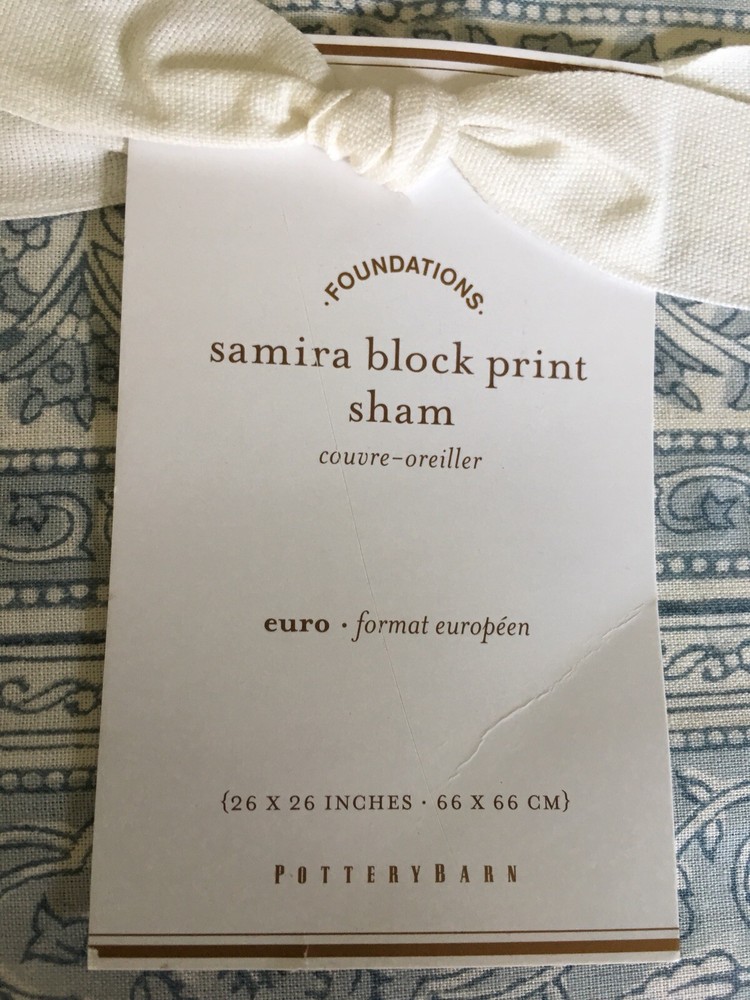 ·FOUNDATIONS·
samira block print
sham
couvre-oreiller
euro · format européen
{26 X 26 INCHES · 66 X 66 CM}
POTTERYBARN